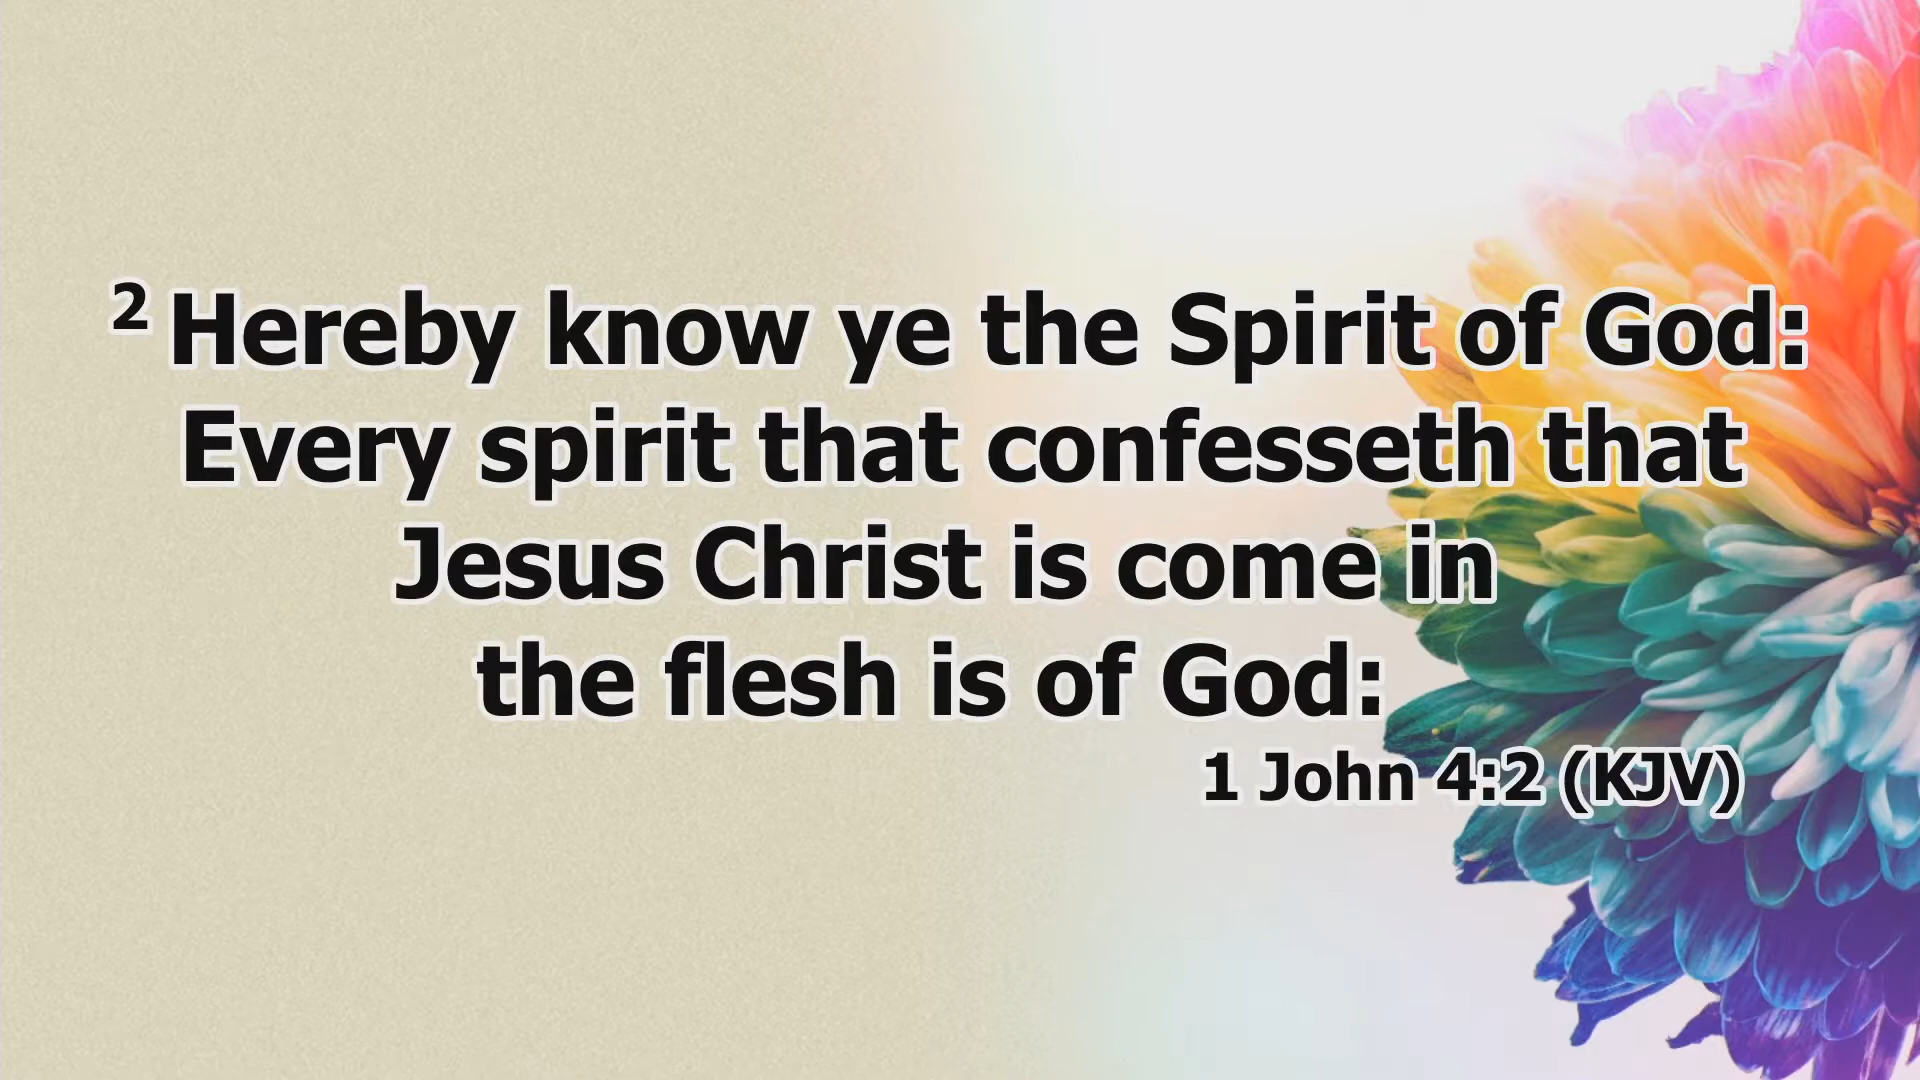 2 Hereby know ye the Spirit of God:
Every spirit that confesseth that
Jesus Christ is come in
the flesh is of God:
1 John 4:2 (KJV)